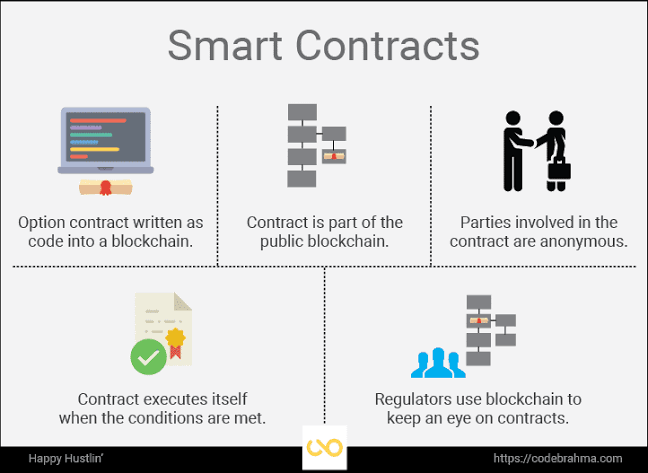 Smart Contracts
Option contract written as
code into a blockchain.
Contract is part of the
public blockchain.
Parties involved in the
contract are anonymous.
Contract executes itself
when the conditions are met.
Regulators use blockchain to
keep an eye on contracts.
Happy Hustlin'
https://codebrahma.com